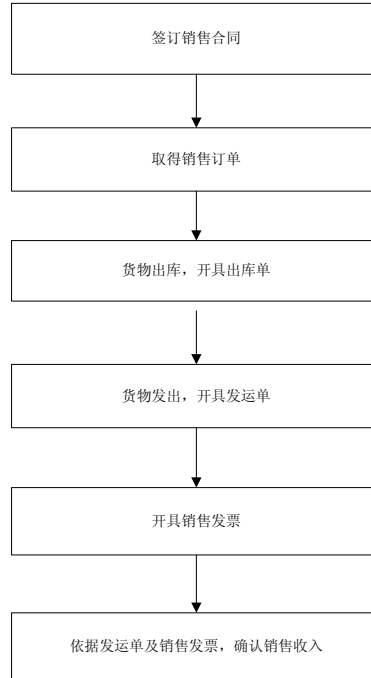 签订销售合同
取得销售订单
货物出库，开具出库单
货物发出，开具发运单
开具销售发票
依据发运单及销售发票，确认销售收入